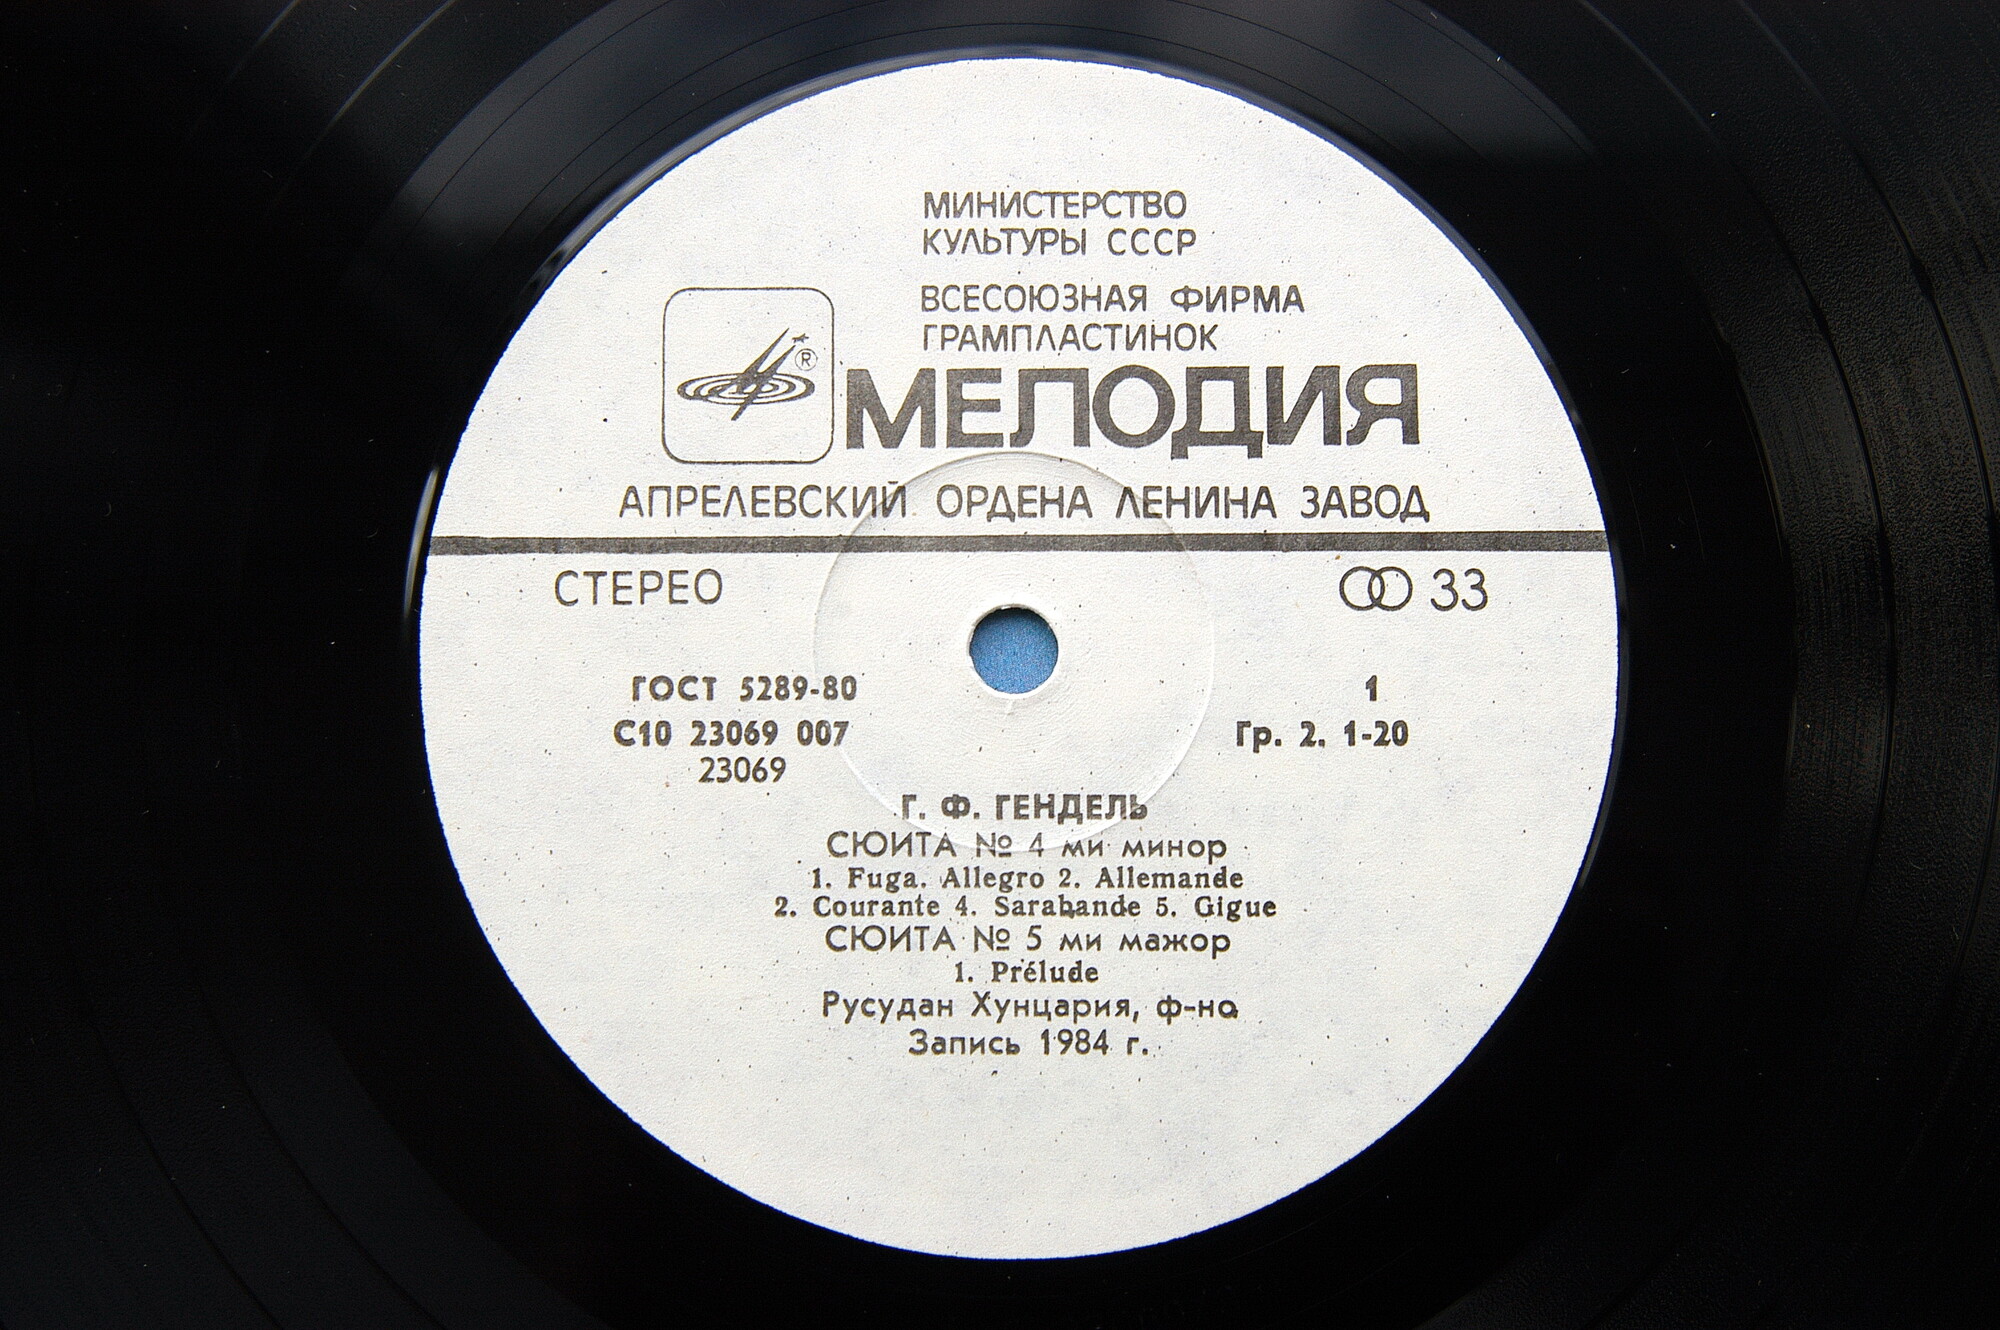 МИНИСТЕРСТВО
КУЛЬТУРЫ СССР
ВСЕСОЮЗНАЯ ФИРМА
ГРАМПЛАСТИНОК
®
МЕЛОДИЯ
АПРЕЛЕВСКИЙ ОРДЕНА ЛЕНИНА ЗАВОД
СТЕРЕО
33
ГОСТ 5289-80
1
С10 23069 007
Гр. 2. 1-20
23069
Г. Ф. ГЕНДЕЛЬ
СЮИТА № 4 ми минор
1. Fuga. Allegro 2. Allemande
2. Courante 4. Sarabande 5. Gigue
СЮИТА № 5 ми мажор
1. Prélude
Русудан Хунцария, ф-но
Запись 1984 г.